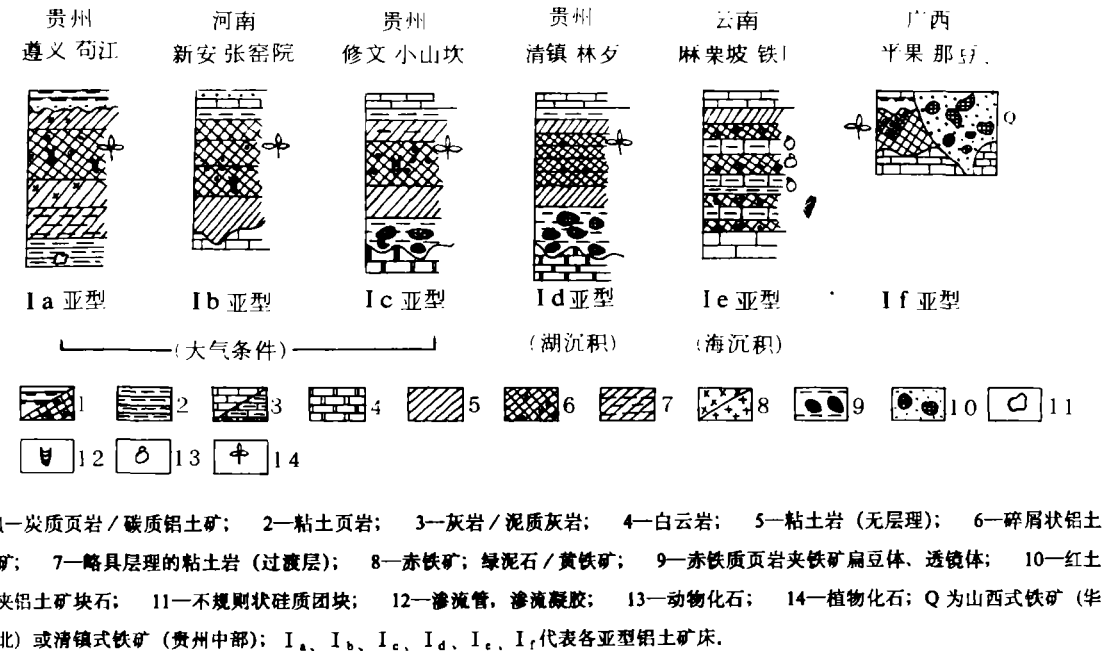 贵州 河南 贵州 贵州 云南 广西
遵义 苟江 新安 张窑院 修文 小山坎 清镇 林歹 麻栗坡 铁 平果 那豆
Q
Ⅰa 亚型 Ⅰb 亚型 Ⅰc 亚型 Ⅰd 亚型 Ⅰe 亚型 Ⅰf 亚型
(大气条件) (湖沉积) (海沉积)
1 2 3 4 5 6 7 8 9 10 11
12 13 14
1—炭质页岩/碳质铝土矿； 2—粘土页岩； 3—灰岩/泥质灰岩； 4—白云岩； 5—粘土岩（无层理）； 6—碎屑状铝土
矿； 7—略具层理的粘土岩（过渡层）； 8—赤铁矿；绿泥石/黄铁矿； 9—赤铁质页岩夹铁矿扁豆体、透镜体； 10—红土
夹铝土矿块石； 11—不规则状硅质团块； 12—渗流管，渗流凝胶； 13—动物化石； 14—植物化石；Q 为山西式铁矿（华
北）或清镇式铁矿（贵州中部）；Ⅰa、Ⅰb、Ⅰc、Ⅰd、Ⅰe、Ⅰf代表各亚型铝土矿床.